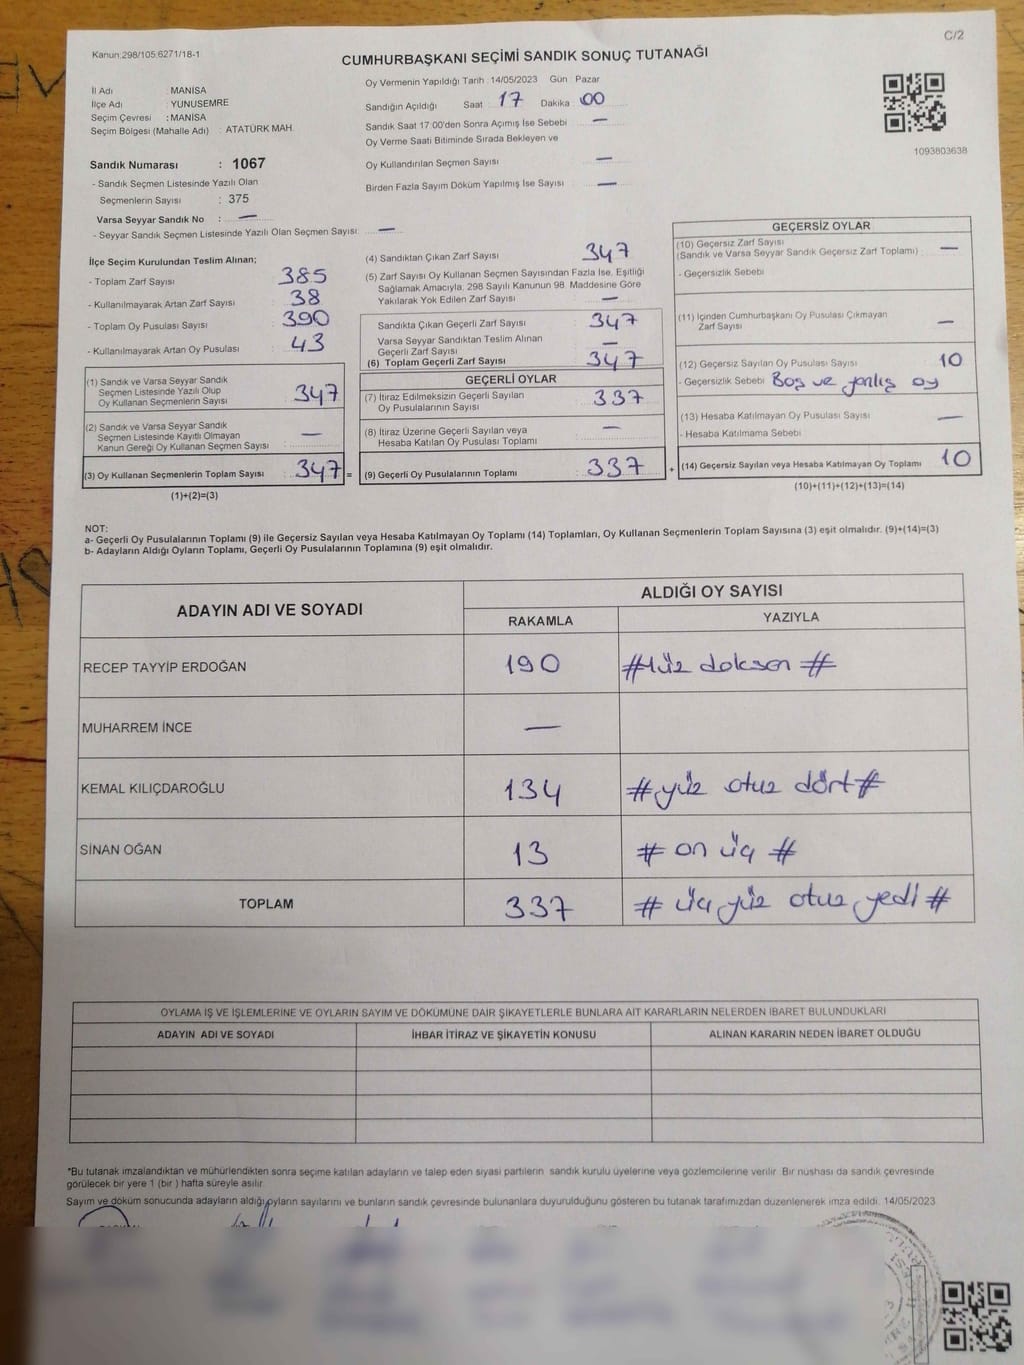 C/2
Kanun:298/105;6271/18-1
CUMHURBAŞKANI SEÇİMİ SANDIK SONUÇ TUTANAĞI
İl Adı : MANİSA
İlçe Adı : YUNUSEMRE
Seçim Çevresi : MANİSA
Seçim Bölgesi (Mahalle Adı) : ATATÜRK MAH.
Sandık Numarası : 1067
- Sandık Seçmen Listesinde Yazılı Olan
Seçmenlerin Sayısı : 375
Varsa Seyyar Sandık No : —
- Seyyar Sandık Seçmen Listesinde Yazılı Olan Seçmen Sayısı: —
Oy Vermenin Yapıldığı Tarih : 14/05/2023 Gün : Pazar
Sandığın Açıldığı Saat 17 Dakika 00
Sandık Saat 17:00'den Sonra Açımış İse Sebebi —
Oy Verme Saati Bitiminde Sırada Bekleyen ve
Oy Kullandırılan Seçmen Sayısı —
Birden Fazla Sayım Döküm Yapılmış İse Sayısı —
1093803638
İlçe Seçim Kurulundan Teslim Alınan;
- Toplam Zarf Sayısı 385
- Kullanılmayarak Artan Zarf Sayısı 38
- Toplam Oy Pusulası Sayısı 390
- Kullanılmayarak Artan Oy Pusulası 43
(1) Sandık ve Varsa Seyyar Sandık
Seçmen Listesinde Yazılı Olup
Oy Kullanan Seçmenlerin Sayısı 347
(2) Sandık ve Varsa Seyyar Sandık
Seçmen Listesinde Kayıtlı Olmayan
Kanun Gereği Oy Kullanan Seçmen Sayısı —
(3) Oy Kullanan Seçmenlerin Toplam Sayısı 347 =
(1)+(2)=(3)
(4) Sandıktan Çıkan Zarf Sayısı 347
(5) Zarf Sayısı Oy Kullanan Seçmen Sayısından Fazla İse, Eşitliği
Sağlamak Amacıyla, 298 Sayılı Kanunun 98. Maddesine Göre
Yakılarak Yok Edilen Zarf Sayısı —
Sandıkta Çıkan Geçerli Zarf Sayısı 347
Varsa Seyyar Sandıktan Teslim Alınan
Geçerli Zarf Sayısı —
(6) Toplam Geçerli Zarf Sayısı 347
GEÇERLİ OYLAR
(7) İtiraz Edilmeksizin Geçerli Sayılan
Oy Pusulalarının Sayısı 337
(8) İtiraz Üzerine Geçerli Sayılan veya
Hesaba Katılan Oy Pusulası Toplamı —
(9) Geçerli Oy Pusulalarının Toplamı 337 +
GEÇERSİZ OYLAR
(10) Geçersiz Zarf Sayısı
(Sandık ve Varsa Seyyar Sandık Geçersiz Zarf Toplamı) —
- Geçersizlik Sebebi
(11) İçinden Cumhurbaşkanı Oy Pusulası Çıkmayan
Zarf Sayısı —
(12) Geçersiz Sayılan Oy Pusulası Sayısı 10
- Geçersizlik Sebebi Boş ve yanlış oy
(13) Hesaba Katılmayan Oy Pusulası Sayısı —
- Hesaba Katılmama Sebebi
(14) Geçersiz Sayılan veya Hesaba Katılmayan Oy Toplamı 10
(10)+(11)+(12)+(13)=(14)
NOT:
a- Geçerli Oy Pusulalarının Toplamı (9) ile Geçersiz Sayılan veya Hesaba Katılmayan Oy Toplamı (14) Toplamları, Oy Kullanan Seçmenlerin Toplam Sayısına (3) eşit olmalıdır. (9)+(14)=(3)
b- Adayların Aldığı Oyların Toplamı, Geçerli Oy Pusulalarının Toplamına (9) eşit olmalıdır.
ADAYIN ADI VE SOYADI
ALDIĞI OY SAYISI
RAKAMLA YAZIYLA
RECEP TAYYİP ERDOĞAN 190 #Yüz doksan #
MUHARREM İNCE —
KEMAL KILIÇDAROĞLU 134 #yüz otuz dört#
SİNAN OĞAN 13 # on üç #
TOPLAM 337 # üç yüz otuz yedi #
OYLAMA İŞ VE İŞLEMLERİNE VE OYLARIN SAYIM VE DÖKÜMÜNE DAİR ŞİKAYETLERLE BUNLARA AİT KARARLARIN NELERDEN İBARET BULUNDUKLARI
ADAYIN ADI VE SOYADI İHBAR İTİRAZ VE ŞİKAYETİN KONUSU ALINAN KARARIN NEDEN İBARET OLDUĞU
*Bu tutanak imzalandıktan ve mühürlendikten sonra seçime katılan adayların ve talep eden siyasi partilerin sandık kurulu üyelerine veya gözlemcilerine verilir. Bir nüshası da sandık çevresinde
görülecek bir yere 1 (bir) hafta süreyle asılır.
Sayım ve döküm sonucunda adayların aldığı oyların sayılarını ve bunların sandık çevresinde bulunanlara duyurulduğunu gösteren bu tutanak tarafımızdan düzenlenerek imza edildi. 14/05/2023